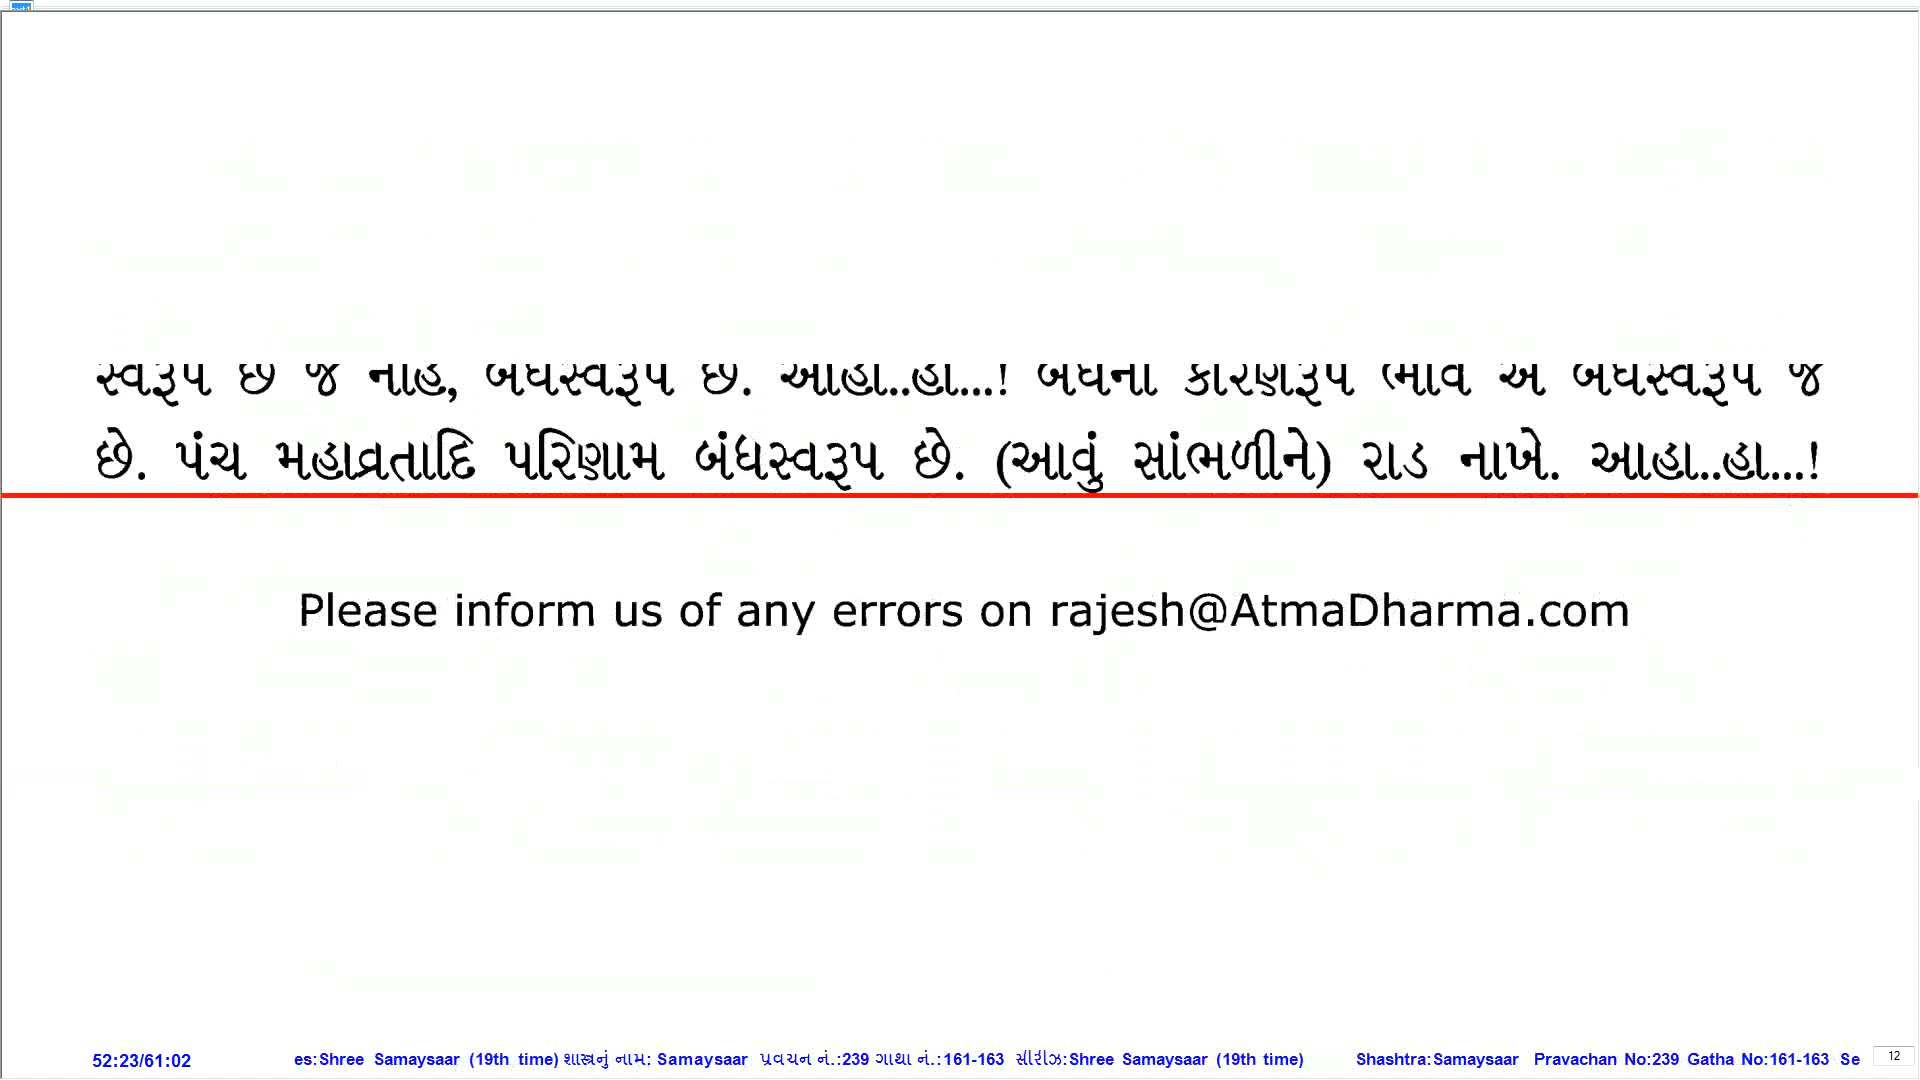 સ્વરૂપ છે જ નહિ, બંધસ્વરૂપ છે. આહા..હા...! બંધના કારણરૂપ ભાવ એ બંધસ્વરૂપ જ
છે. પંચ મહાવ્રતાદિ પરિણામ બંધસ્વરૂપ છે. (આવું સાંભળીને) રાડ નાખે. આહા..હા...!
Please inform us of any errors on rajesh@AtmaDharma.com
52:23/61:02 es:Shree Samaysaar (19th time) શાસ્ત્રનું નામ: Samaysaar પ્રવચન નં.:239 ગાથા નં.:161-163 સીરીઝ:Shree Samaysaar (19th time) Shashtra:Samaysaar Pravachan No:239 Gatha No:161-163 Se 12